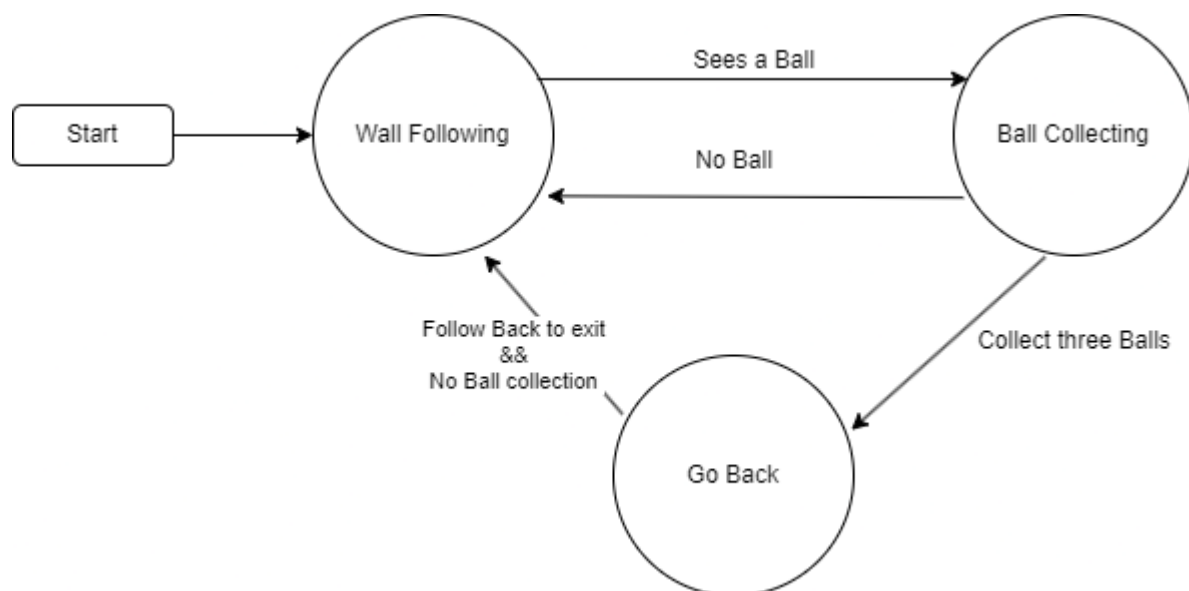 Sees a Ball
Start
Wall Following
Ball Collecting
No Ball
Follow Back to exit
&&
No Ball collection
Collect three Balls
Go Back